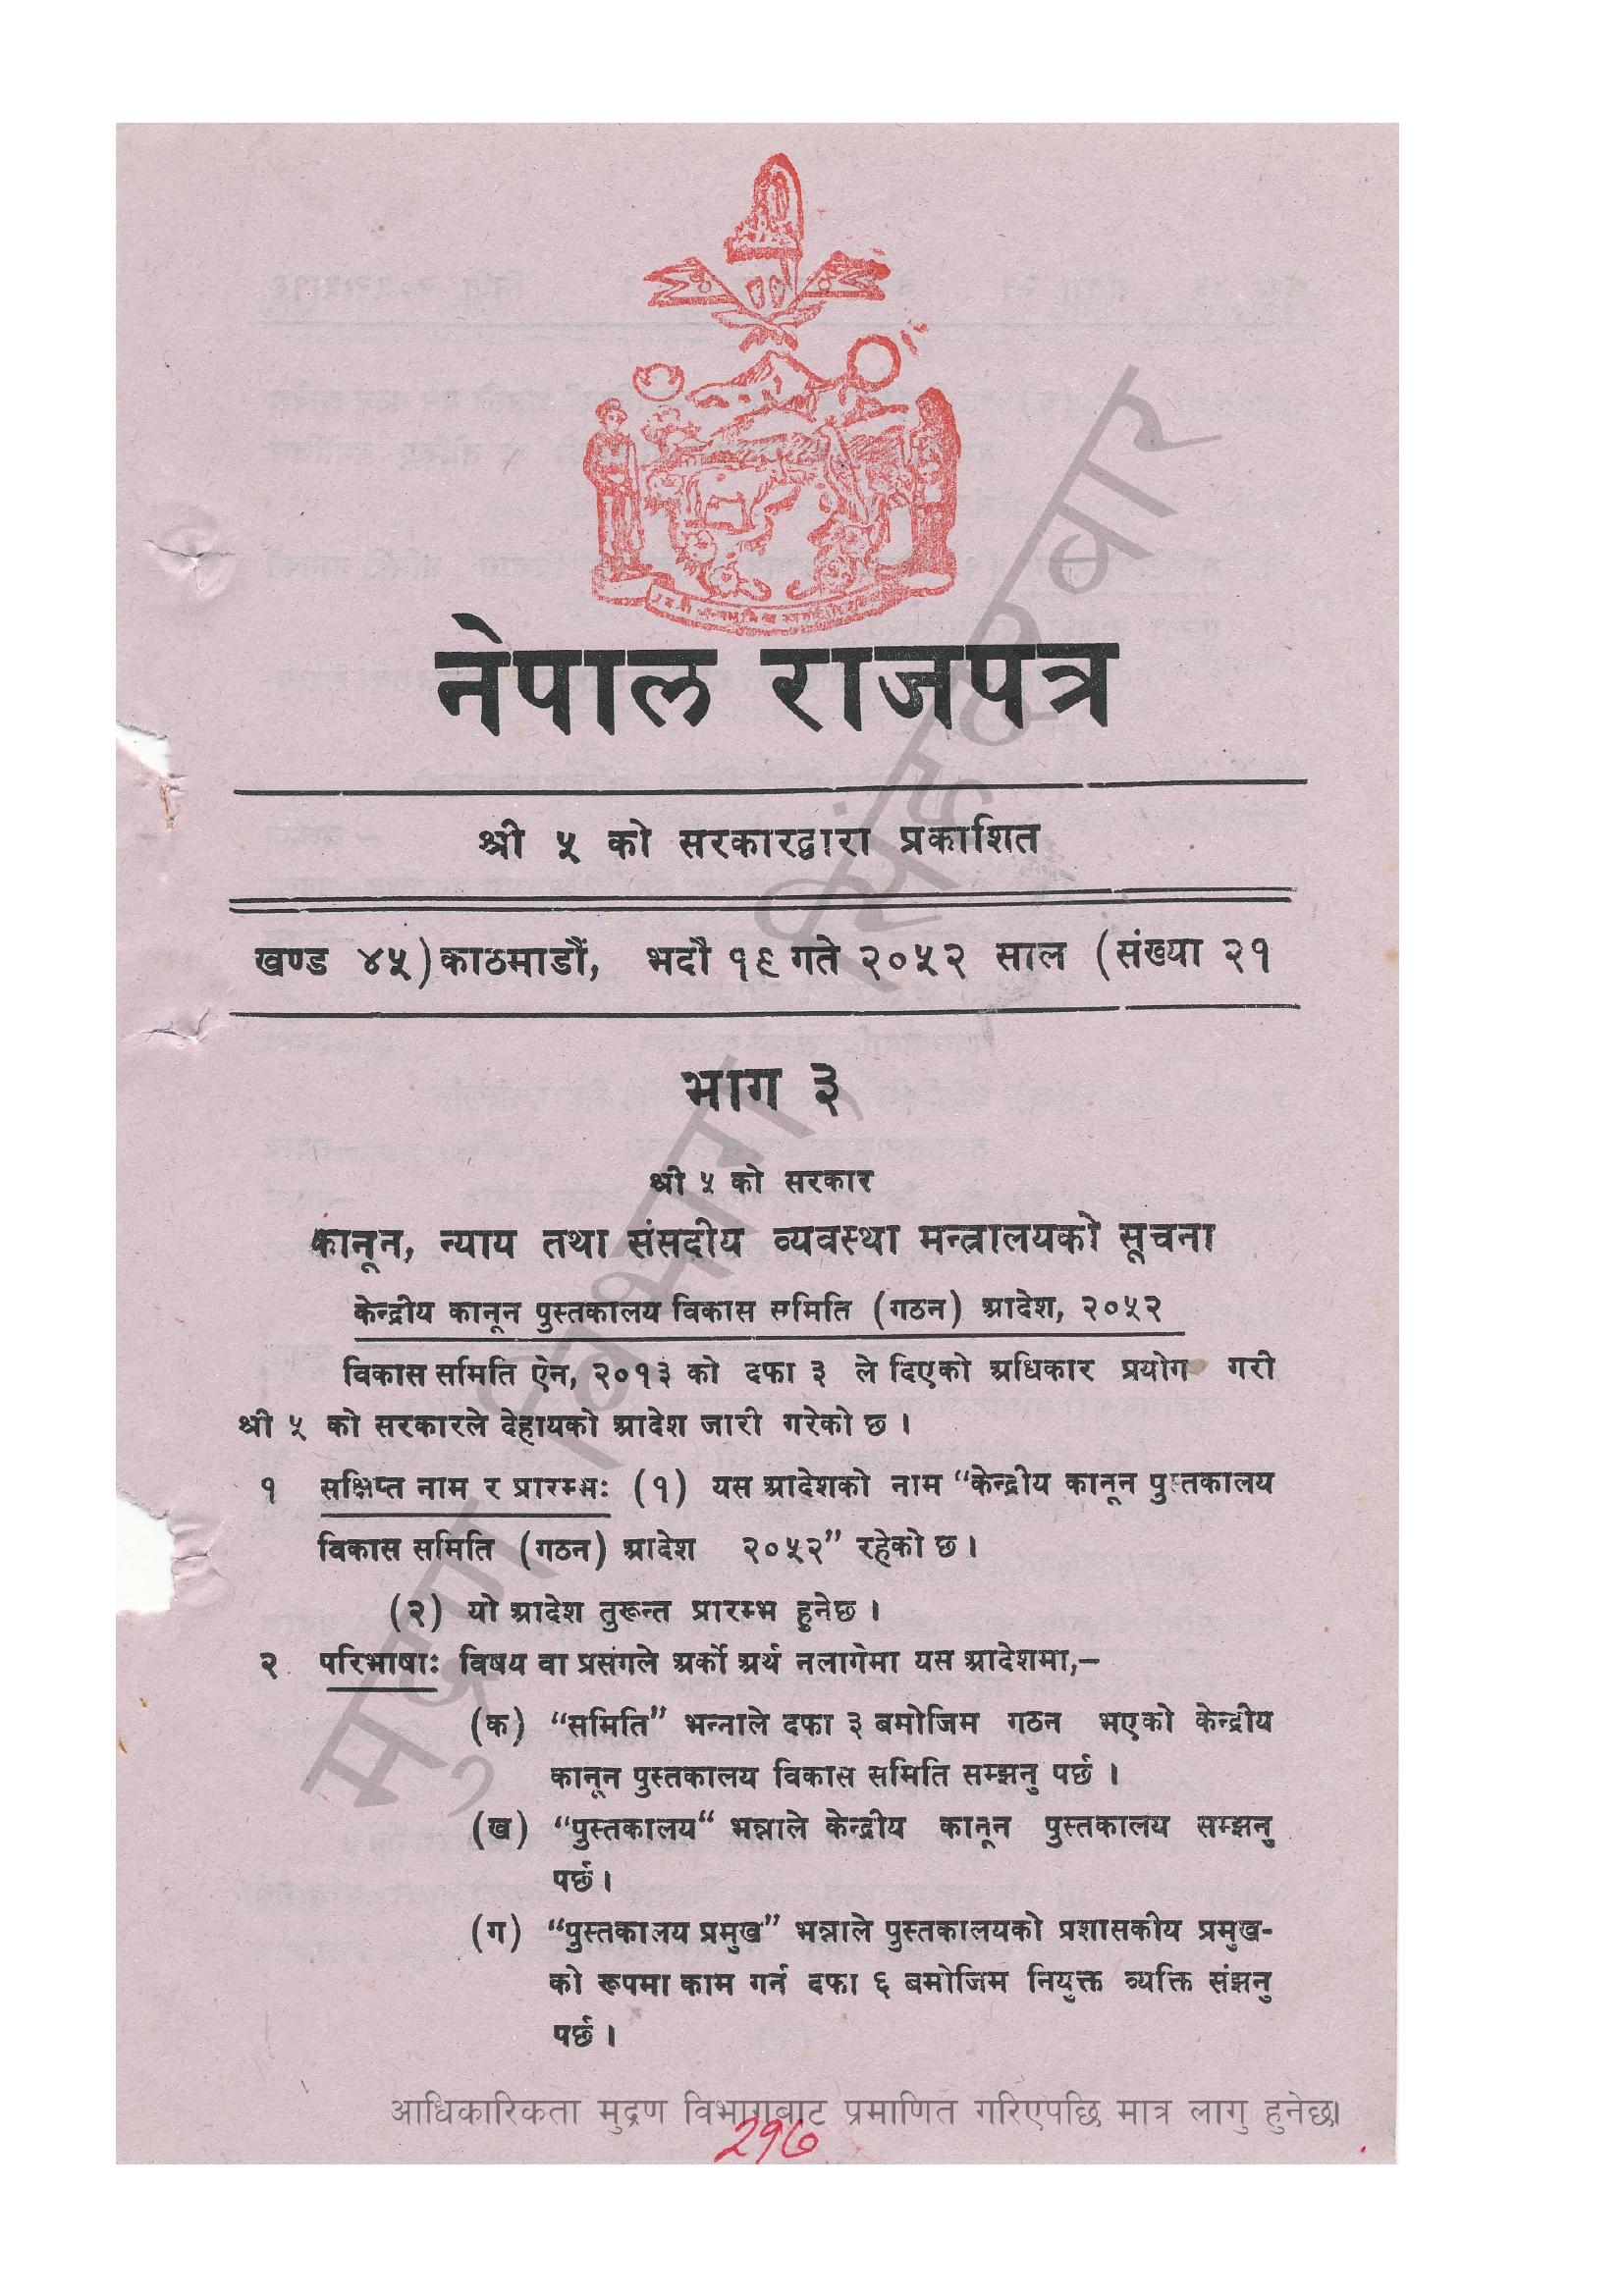 नेपाल राजपत्र
श्री ५ को सरकारद्वारा प्रकाशित
खण्ड ४५) काठमाडौं, भदौ १९ गते २०५२ साल (संख्या २१
भाग ३
श्री ५ को सरकार
कानून, न्याय तथा संसदीय व्यवस्था मन्त्रालयको सूचना
केन्द्रीय कानून पुस्तकालय विकास समिति (गठन) आदेश, २०५२
विकास समिति ऐन, २०१३ को दफा ३ ले दिएको अधिकार प्रयोग गरी
श्री ५ को सरकारले देहायको आदेश जारी गरेको छ ।
१ सक्षिप्त नाम र प्रारम्भः (१) यस आदेशको नाम “केन्द्रीय कानून पुस्तकालय
विकास समिति (गठन) आदेश २०५२” रहेको छ ।
(२) यो आदेश तुरून्त प्रारम्भ हुनेछ ।
२ परिभाषाः विषय वा प्रसंगले अर्को अर्थ नलागेमा यस आदेशमा,–
(क) “समिति” भन्नाले दफा ३ बमोजिम गठन भएको केन्द्रीय
कानून पुस्तकालय विकास समिति सम्झनु पर्छ ।
(ख) “पुस्तकालय“ भन्नाले केन्द्रीय कानून पुस्तकालय सम्झनु
पर्छ ।
(ग) “पुस्तकालय प्रमुख” भन्नाले पुस्तकालयको प्रशासकीय प्रमुख-
को रूपमा काम गर्न दफा ६ बमोजिम नियुक्त व्यक्ति संझनु
पर्छ ।
मुद्रण विभाग, सिंहदरवार
आधिकारिकता मुद्रण विभागबाट प्रमाणित गरिएपछि मात्र लागु हुनेछ।
२१७